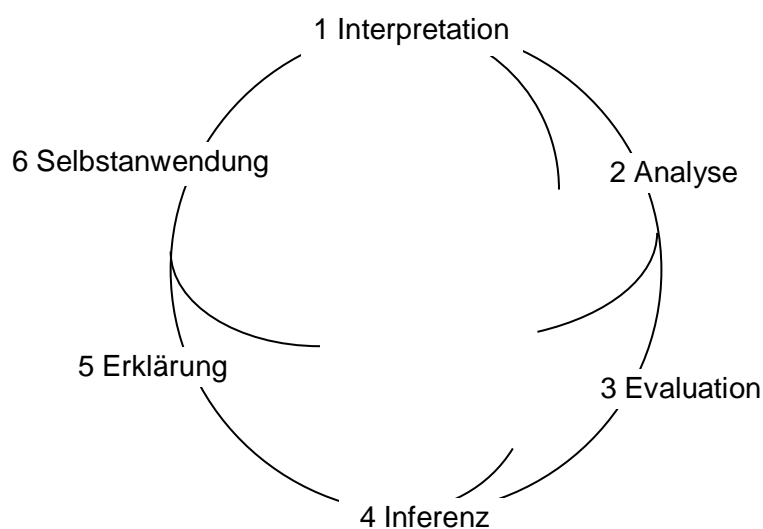 1 Interpretation
2 Analyse
3 Evaluation
4 Inferenz
5 Erklärung
6 Selbstanwendung